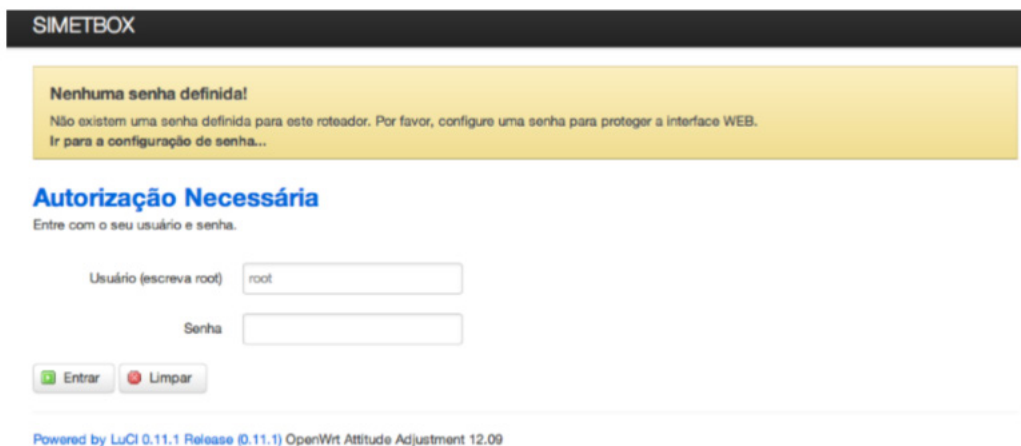 SIMETBOX
Nenhuma senha definida!
Não existem uma senha definida para este roteador. Por favor, configure uma senha para proteger a interface WEB.
Ir para a configuração de senha...
Autorização Necessária
Entre com o seu usuário e senha.
Usuário (escreva root) root
Senha
Entrar Limpar
Powered by LuCI 0.11.1 Release (0.11.1) OpenWrt Attitude Adjustment 12.09